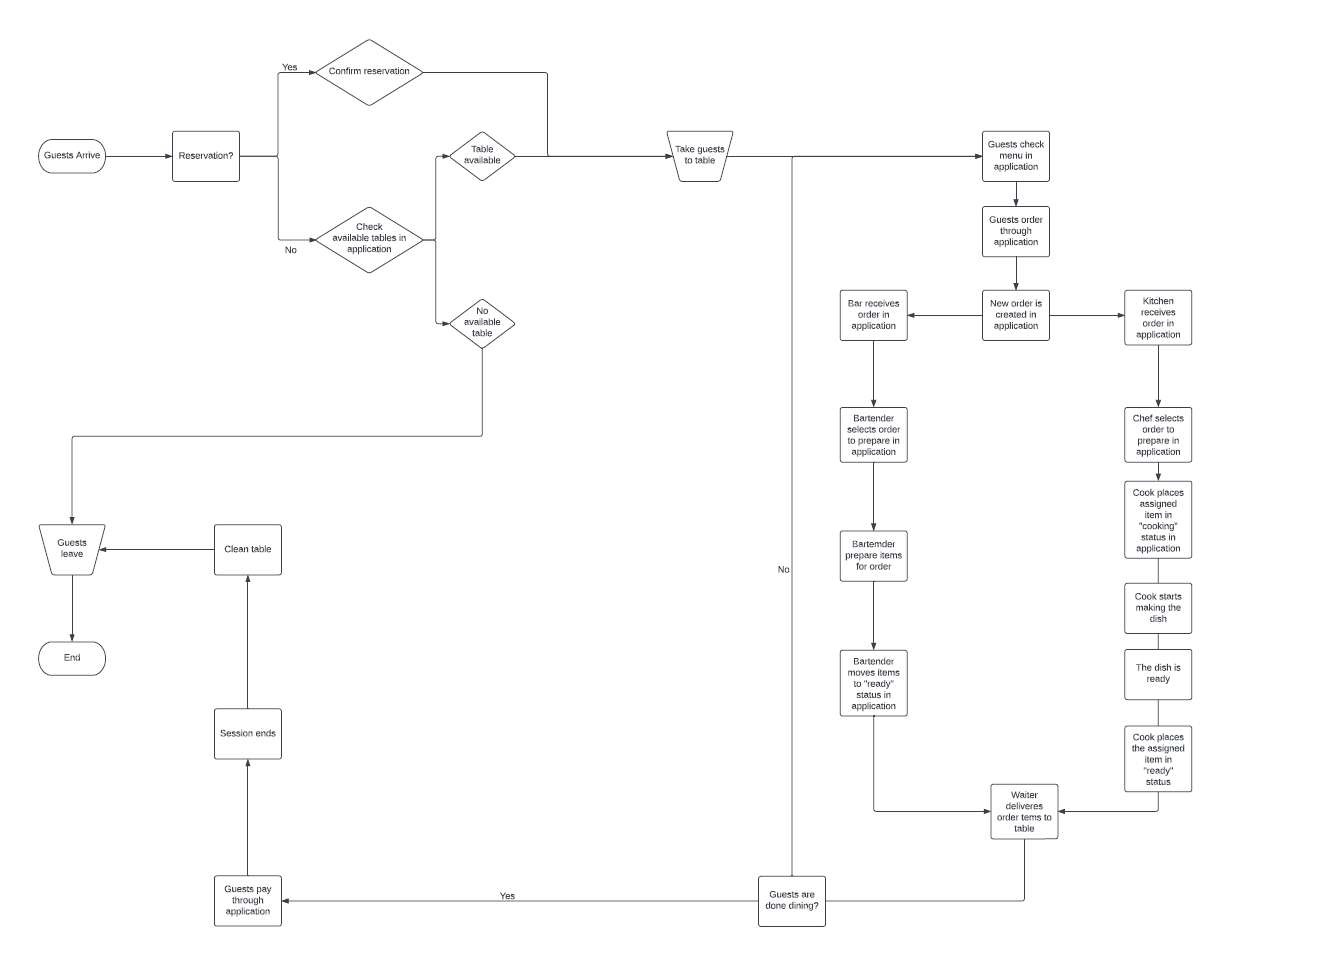 Yes
Confirm reservation
Guests Arrive
Reservation?
Table
available
Take guests
to table
Guests check
menu in
application
Check
available tables in
application
No
Guests order
through
application
No
available
table
Bar receives
order in
application
New order is
created in
application
Kitchen
receives
order in
application
Bartender
selects order
to prepare in
application
Chef selects
order to
prepare in
application
Cook places
assigned
item in
"cooking"
status in
application
Guests
leave
Clean table
Bartemder
prepare items
for order
No
Cook starts
making the
dish
End
Bartender
moves items
to "ready"
status in
application
The dish is
ready
Session ends
Cook places
the assigned
item in
"ready"
status
Waiter
deliveres
order tems to
table
Guests pay
through
application
Yes
Guests are
done dining?